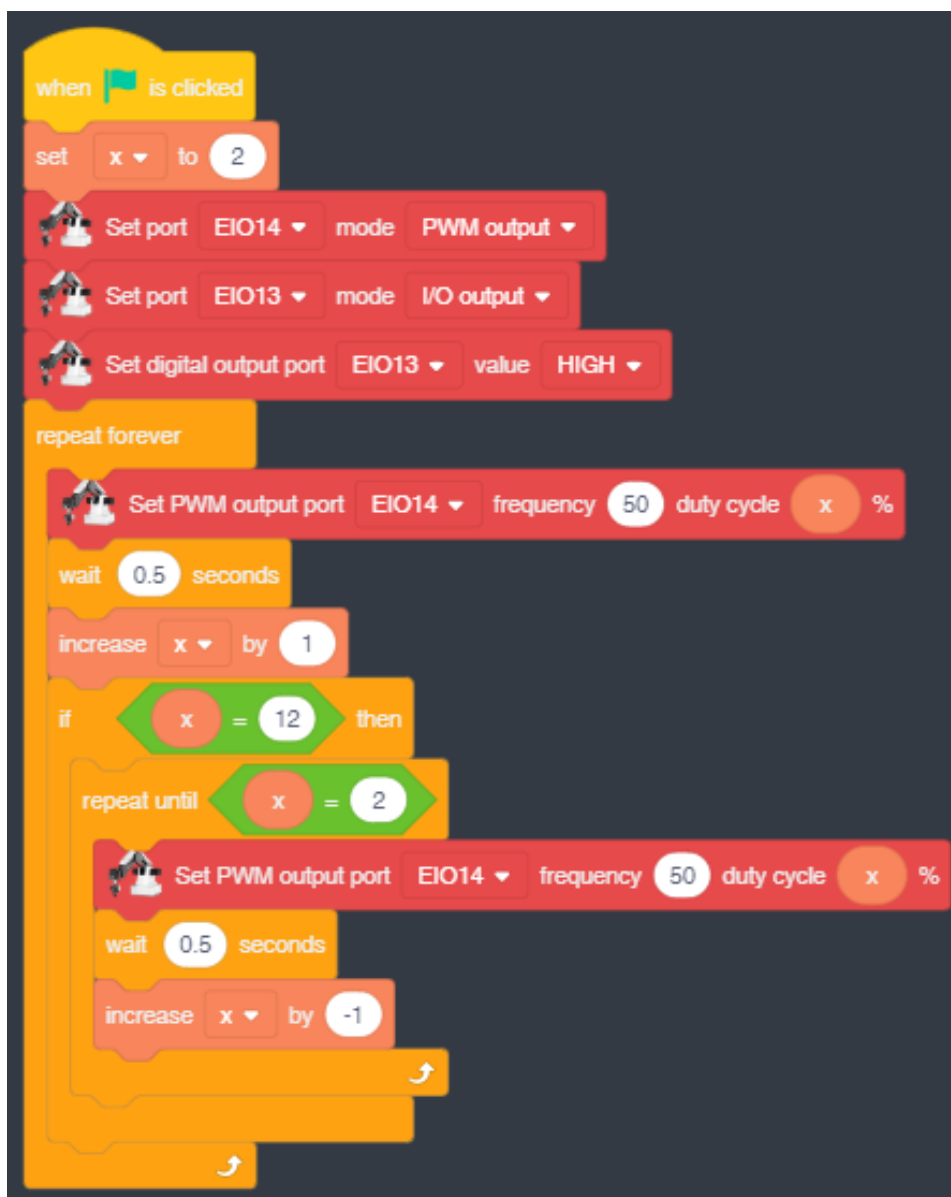 when is clicked
set x to 2
Set port EIO14 mode PWM output
Set port EIO13 mode I/O output
Set digital output port EIO13 value HIGH
repeat forever
Set PWM output port EIO14 frequency 50 duty cycle x %
wait 0.5 seconds
increase x by 1
if x = 12 then
repeat until x = 2
Set PWM output port EIO14 frequency 50 duty cycle x %
wait 0.5 seconds
increase x by -1